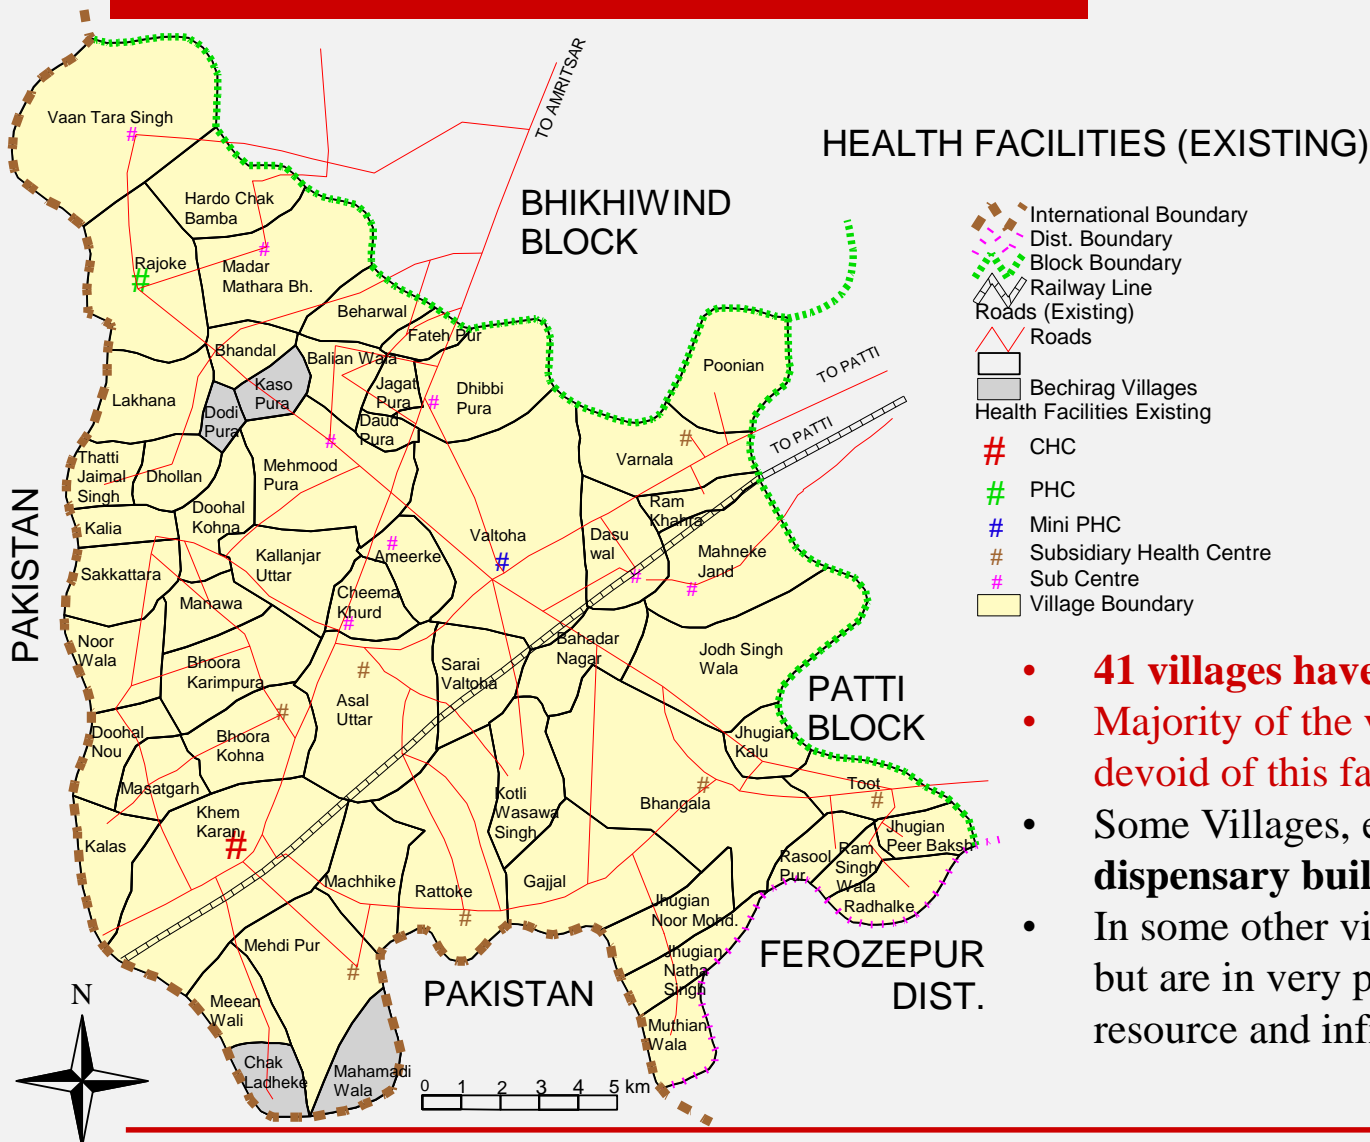 HEALTH FACILITIES (EXISTING)
TO AMRITSAR
BHIKHIWIND
BLOCK
International Boundary
Dist. Boundary
Block Boundary
Railway Line
Roads (Existing)
Roads
Bechirag Villages
Health Facilities Existing
# CHC
# PHC
# Mini PHC
# Subsidiary Health Centre
# Sub Centre
Village Boundary
Vaan Tara Singh
#
Hardo Chak
Bamba
Rajoke
#
#
Madar
Mathara Bh.
Beharwal
Fateh Pur
Bhandal
Balian Wala
Poonian
TO PATTI
TO PATTI
Kaso
Pura
Jagat
Pura
Dhibbi
Pura
#
Lakhana
Dodi
Pura
Daud
Pura
#
#
Varnala
Thatti
Jaimal
Singh
Dhollan
Mehmood
Pura
Doohal
Kohna
Ram
Khahra
Kalia
Valtoha
#
Dasu
wal
#
Mahneke
Jand
#
Kallanjar
Uttar
#
Ameerke
Sakkattara
Cheema
Khurd
#
Manawa
PAKISTAN
Noor
Wala
Bhoora
Karimpura
#
Asal
Uttar
#
Sarai
Valtoha
Bahadar
Nagar
Jodh Singh
Wala
PATTI
BLOCK
Doohal
Nou
Bhoora
Kohna
Jhugian
Kalu
Masatgarh
Kotli
Wasawa
Singh
Bhangala
#
Toot
#
Khem
Karan
#
Kalas
Jhugian
Peer Baksh
Rasool
Pur
Ram
Singh
Wala
Machhike
Rattoke
#
Gajjal
Radhalke
Jhugian
Noor Mohd.
Mehdi Pur
#
Jhugian
Natha
Singh
FEROZEPUR
DIST.
PAKISTAN
Meean
Wali
Muthian
Wala
Chak
Ladheke
Mahamadi
Wala
N
0 1 2 3 4 5 km
• 41 villages have
• Majority of the v
devoid of this fa
• Some Villages, e
dispensary buil
• In some other vi
but are in very p
resource and inf